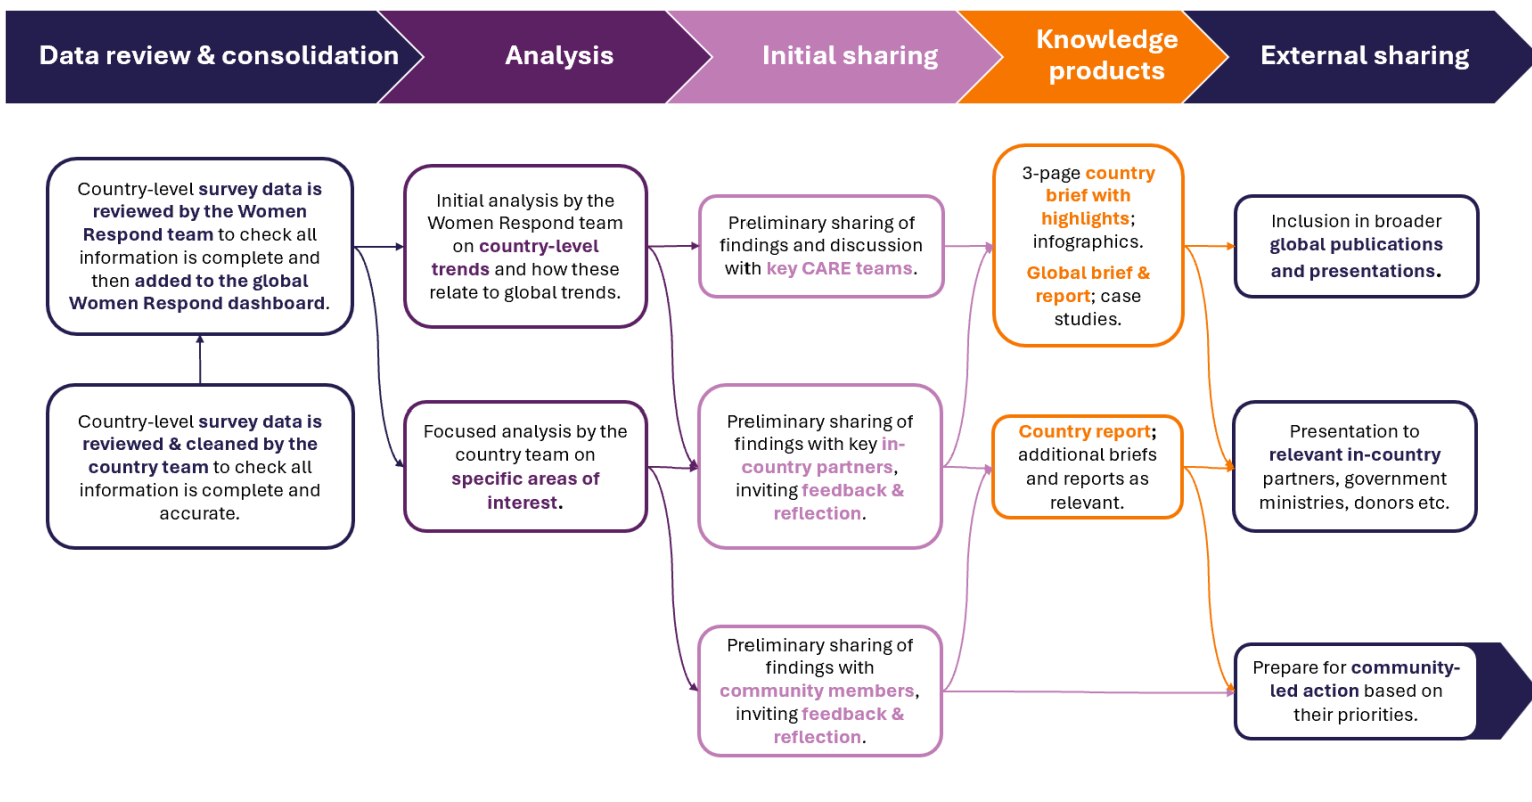 Data review & consolidation
Analysis
Initial sharing
Knowledge
products
External sharing
Country-level survey data is
reviewed by the Women
Respond team to check all
information is complete and
then added to the global
Women Respond dashboard.
Country-level survey data is
reviewed & cleaned by the
country team to check all
information is complete and
accurate.
Initial analysis by the
Women Respond team
on country-level
trends and how these
relate to global trends.
Focused analysis by the
country team on
specific areas of
interest.
Preliminary sharing of
findings and discussion
with key CARE teams.
Preliminary sharing of
findings with key in-
country partners,
inviting feedback &
reflection.
Preliminary sharing of
findings with
community members,
inviting feedback &
reflection.
3-page country
brief with
highlights;
infographics.
Global brief &
report; case
studies.
Country report;
additional briefs
and reports as
relevant.
Inclusion in broader
global publications
and presentations.
Presentation to
relevant in-country
partners, government
ministries, donors etc.
Prepare for community-
led action based on
their priorities.